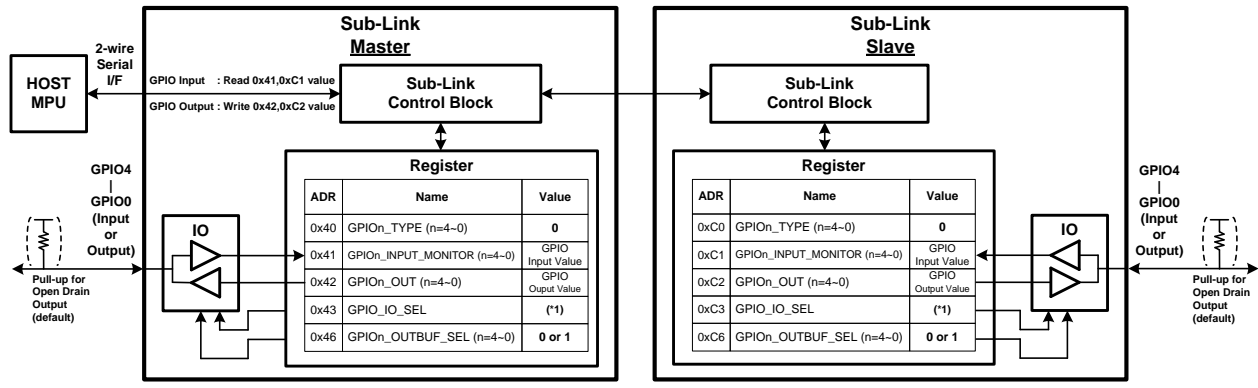 Sub-Link
Master
2-wire
Serial
I/F
HOST
MPU
GPIO Input : Read 0x41,0xC1 value
GPIO Output : Write 0x42,0xC2 value
Sub-Link
Control Block
GPIO4
|
GPIO0
(Input
or
Output)
Pull-up for
Open Drain
Output
(default)
IO
Register
ADR Name Value
0x40 GPIOn_TYPE (n=4~0) 0
0x41 GPIOn_INPUT_MONITOR (n=4~0) GPIO
Input Value
0x42 GPIOn_OUT (n=4~0) GPIO
Ouput Value
0x43 GPIO_IO_SEL (*1)
0x46 GPIOn_OUTBUF_SEL (n=4~0) 0 or 1
Sub-Link
Slave
Sub-Link
Control Block
Register
ADR Name Value
0xC0 GPIOn_TYPE (n=4~0) 0
0xC1 GPIOn_INPUT_MONITOR (n=4~0) GPIO
Input Value
0xC2 GPIOn_OUT (n=4~0) GPIO
Output Value
0xC3 GPIO_IO_SEL (*1)
0xC6 GPIOn_OUTBUF_SEL (n=4~0) 0 or 1
IO
GPIO4
|
GPIO0
(Input
or
Output)
Pull-up for
Open Drain
Output
(default)